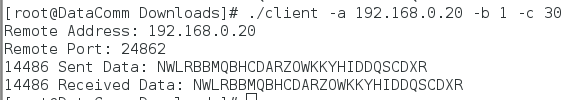 [root@DataComm Downloads]# ./client -a 192.168.0.20 -b 1 -c 30
Remote Address: 192.168.0.20
Remote Port: 24862
14486 Sent Data: NWLRBBMQBHCDARZOWKKYHIDDQSCDXR
14486 Received Data: NWLRBBMQBHCDARZOWKKYHIDDQSCDXR
[root@DataComm Downloads]#